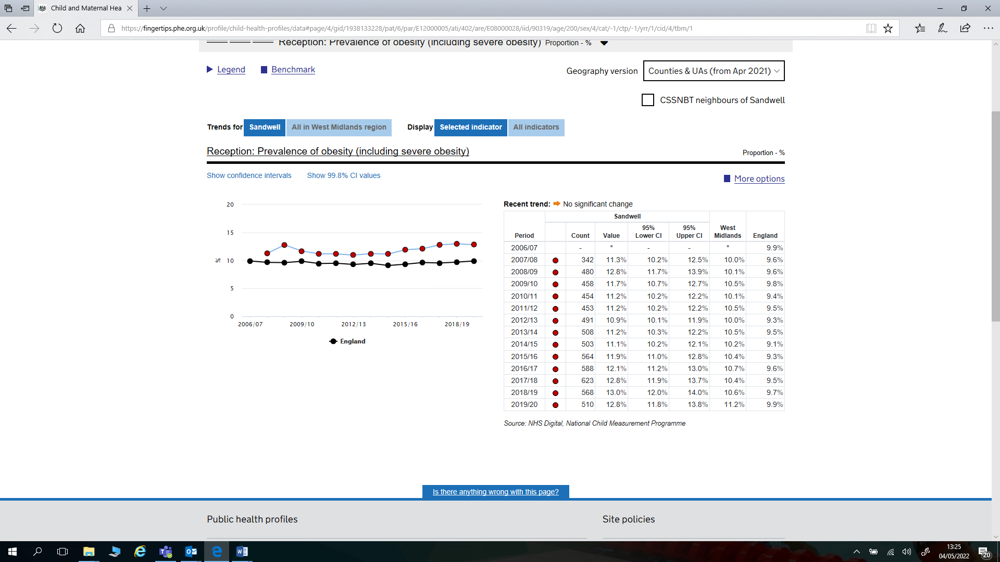 Child and Maternal Hea
https://fingertips.phe.org.uk/profile/child-health-profiles/data#page/4/gid/1938133228/pat/6/par/E12000005/ati/402/are/E08000028/iid/90319/age/200/sex/4/cat/-1/ctp/-1/yrr/1/cid/4/tbm/1
Reception: Prevalence of obesity (including severe obesity) Proportion - %
Legend Benchmark
Geography version Counties & UAs (from Apr 2021)
CSSNBT neighbours of Sandwell
Trends for Sandwell All in West Midlands region Display Selected indicator All indicators
Reception: Prevalence of obesity (including severe obesity) Proportion - %
Show confidence intervals Show 99.8% CI values
More options
20
15
% 10
5
0
2006/07 2009/10 2012/13 2015/16 2018/19
England
Recent trend: No significant change
Sandwell
Period Count Value 95% Lower CI 95% Upper CI West Midlands England
2006/07 - * - - * 9.9%
2007/08 342 11.3% 10.2% 12.5% 10.0% 9.6%
2008/09 480 12.8% 11.7% 13.9% 10.1% 9.6%
2009/10 458 11.7% 10.7% 12.7% 10.5% 9.8%
2010/11 454 11.2% 10.2% 12.2% 10.1% 9.4%
2011/12 453 11.2% 10.2% 12.2% 10.5% 9.5%
2012/13 491 10.9% 10.1% 11.9% 10.0% 9.3%
2013/14 508 11.2% 10.3% 12.2% 10.5% 9.5%
2014/15 503 11.1% 10.2% 12.1% 10.2% 9.1%
2015/16 564 11.9% 11.0% 12.8% 10.4% 9.3%
2016/17 588 12.1% 11.2% 13.0% 10.7% 9.6%
2017/18 623 12.8% 11.9% 13.7% 10.4% 9.5%
2018/19 568 13.0% 12.0% 14.0% 10.6% 9.7%
2019/20 510 12.8% 11.8% 13.8% 11.2% 9.9%
Source: NHS Digital, National Child Measurement Programme
Is there anything wrong with this page?
Public health profiles Site policies
13:25
04/05/2022
20